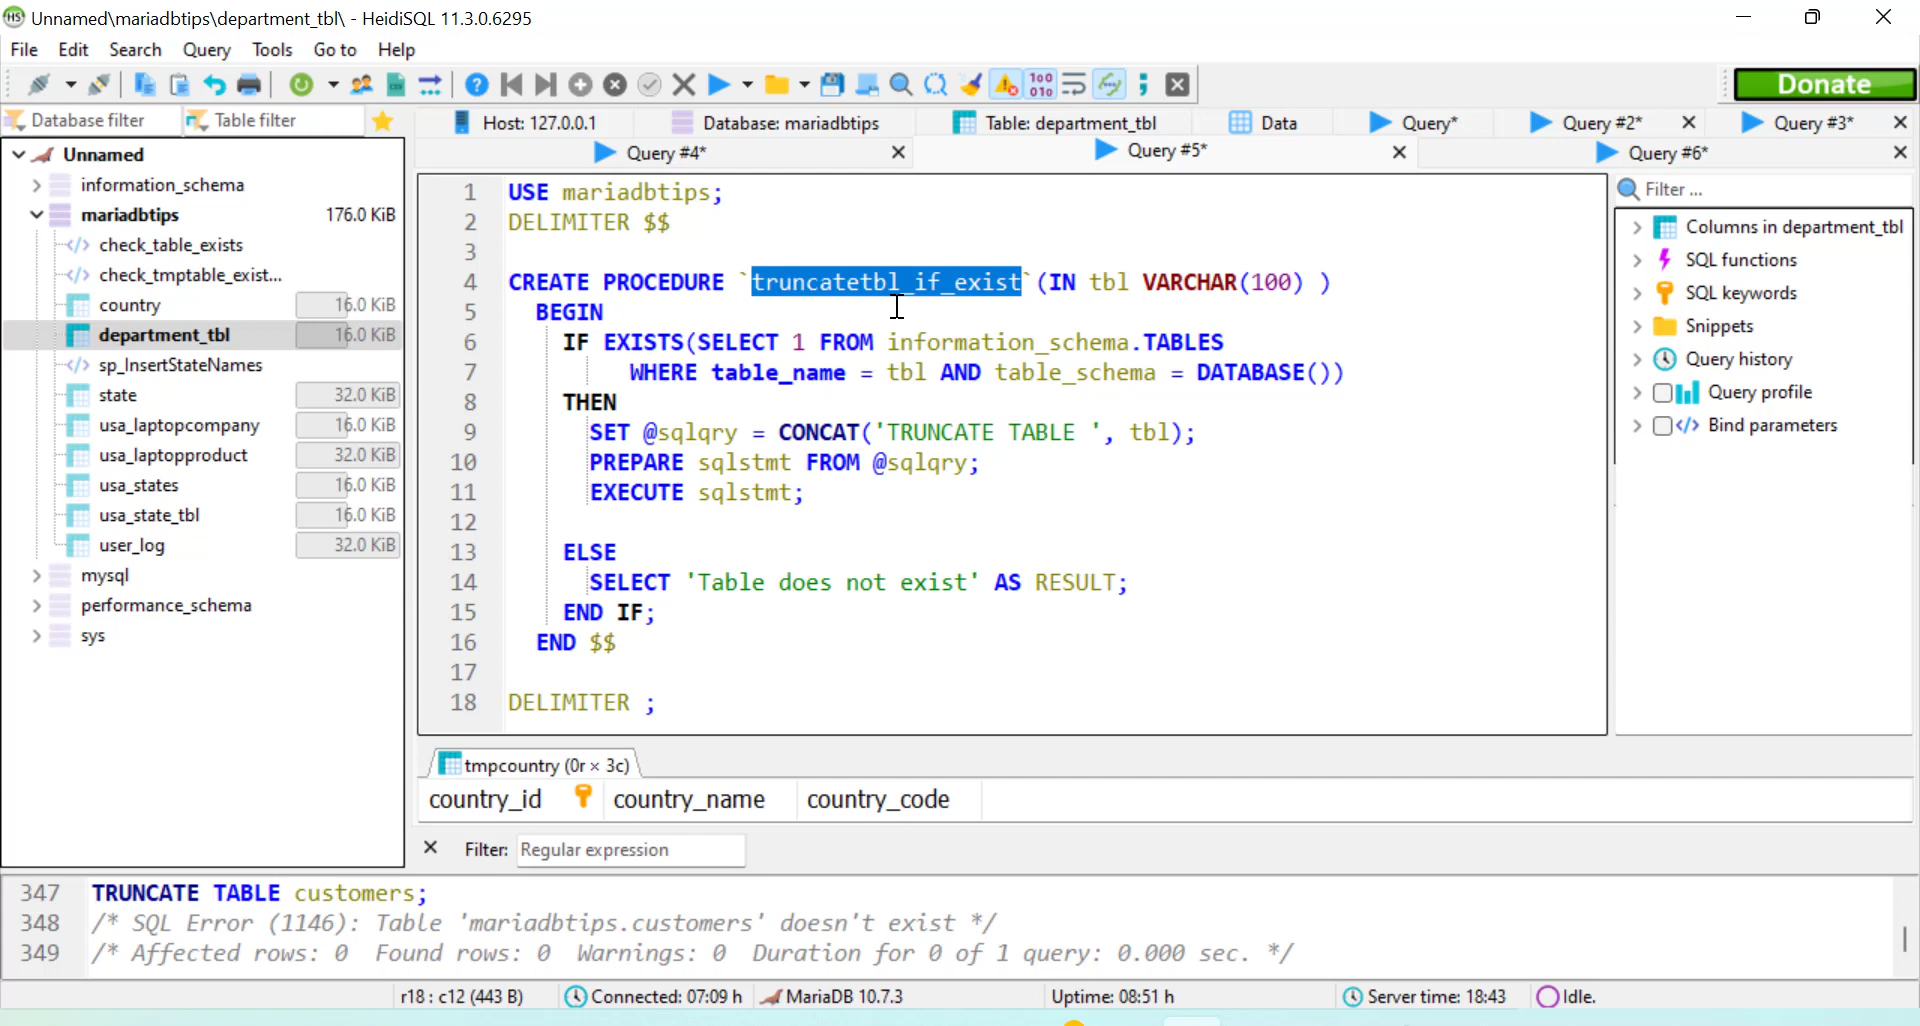 HS Unnamed\mariadbtips\department_tbl\ - HeidiSQL 11.3.0.6295
File Edit Search Query Tools Go to Help
Donate
Database filter Table filter
Host: 127.0.0.1 Database: mariadbtips Table: department_tbl Data Query* Query #2* Query #3*
Query #4* Query #5* Query #6*
Unnamed
information_schema
mariadbtips 176.0 KiB
check_table_exists
check_tmptable_exist...
country 16.0 KiB
department_tbl 16.0 KiB
sp_InsertStateNames
state 32.0 KiB
usa_laptopcompany 16.0 KiB
usa_laptopproduct 32.0 KiB
usa_states 16.0 KiB
usa_state_tbl 16.0 KiB
user_log 32.0 KiB
mysql
performance_schema
sys
1 USE mariadbtips;
2 DELIMITER $$
3
4 CREATE PROCEDURE `truncatetbl_if_exist`(IN tbl VARCHAR(100) )
5 BEGIN
6 IF EXISTS(SELECT 1 FROM information_schema.TABLES
7 WHERE table_name = tbl AND table_schema = DATABASE())
8 THEN
9 SET @sqlqry = CONCAT('TRUNCATE TABLE ', tbl);
10 PREPARE sqlstmt FROM @sqlqry;
11 EXECUTE sqlstmt;
12
13 ELSE
14 SELECT 'Table does not exist' AS RESULT;
15 END IF;
16 END $$
17
18 DELIMITER ;
Filter ...
Columns in department_tbl
SQL functions
SQL keywords
Snippets
Query history
Query profile
Bind parameters
tmpcountry (0r × 3c)
country_id country_name country_code
Filter: Regular expression
347 TRUNCATE TABLE customers;
348 /* SQL Error (1146): Table 'mariadbtips.customers' doesn't exist */
349 /* Affected rows: 0 Found rows: 0 Warnings: 0 Duration for 0 of 1 query: 0.000 sec. */
r18 : c12 (443 B) Connected: 07:09 h MariaDB 10.7.3 Uptime: 08:51 h Server time: 18:43 Idle.